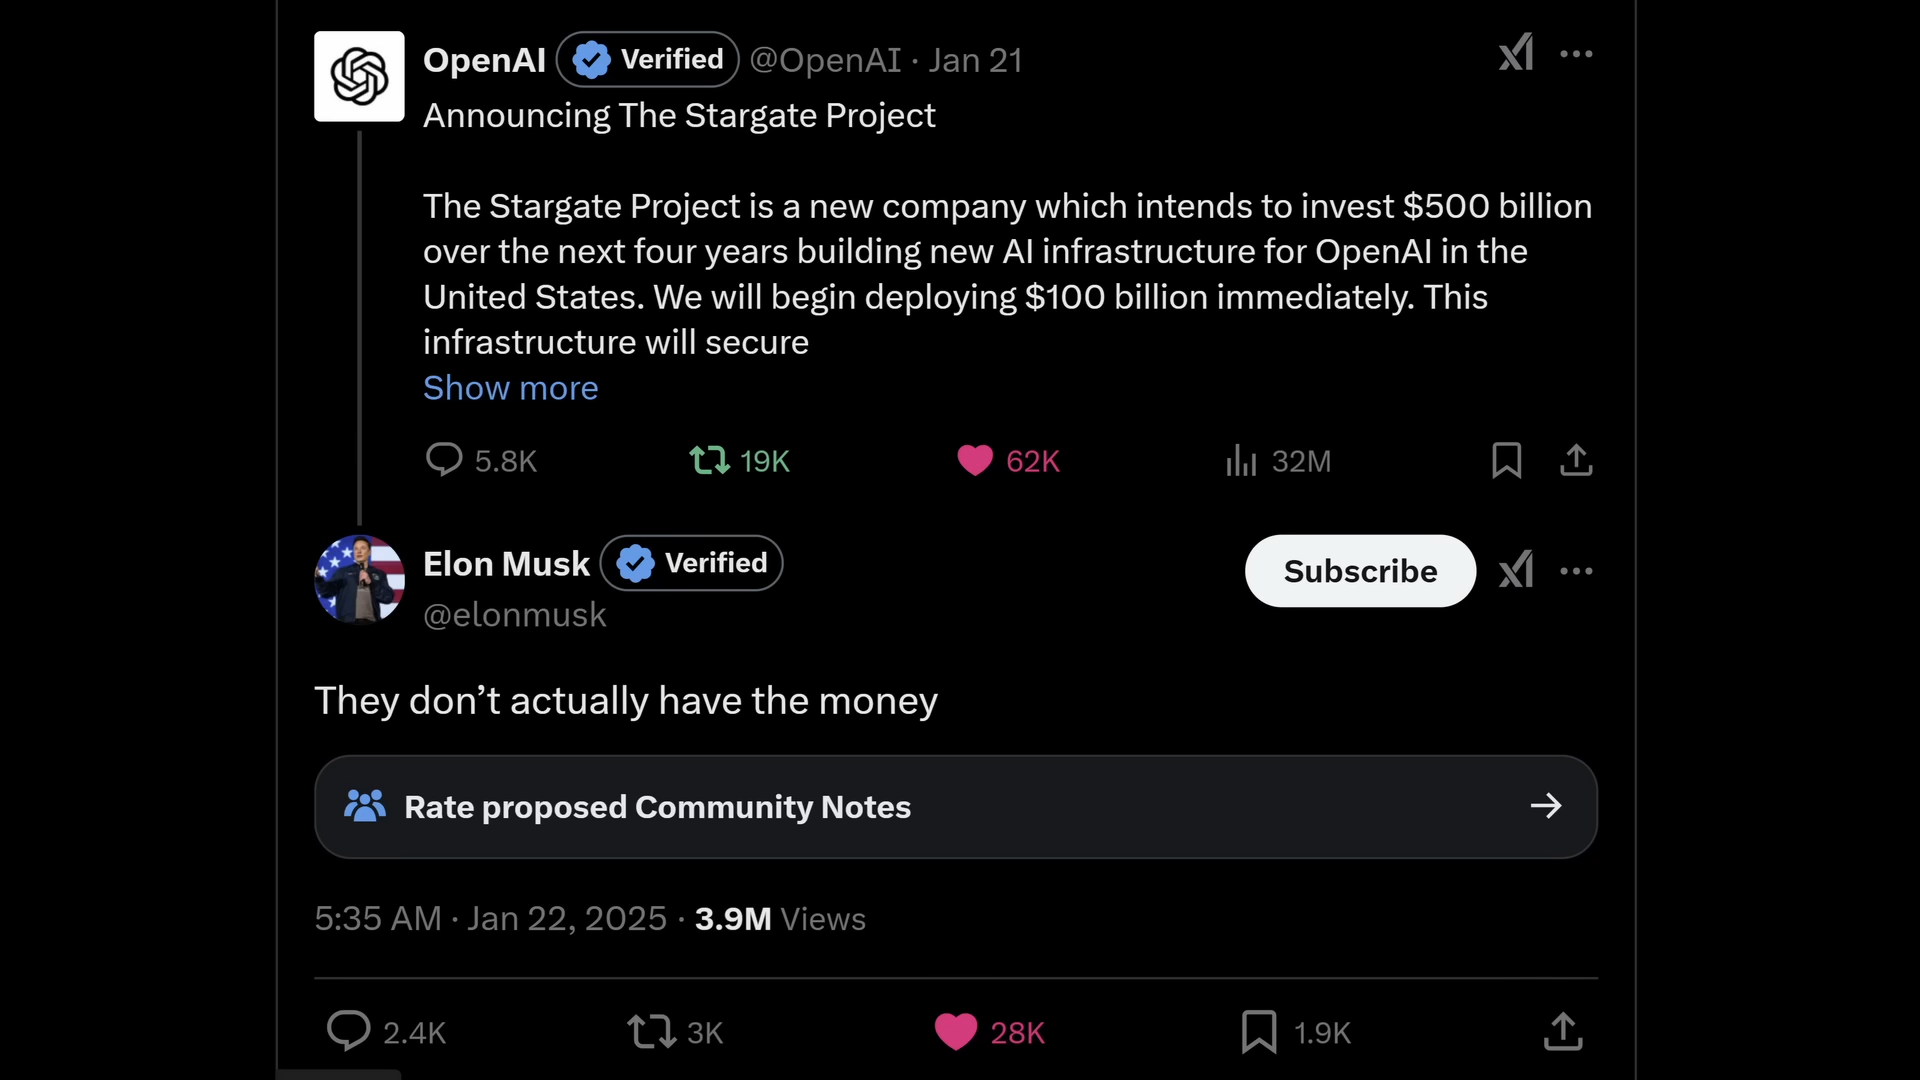 OpenAI Verified @OpenAI · Jan 21
Announcing The Stargate Project
The Stargate Project is a new company which intends to invest $500 billion
over the next four years building new AI infrastructure for OpenAI in the
United States. We will begin deploying $100 billion immediately. This
infrastructure will secure
Show more
5.8K 19K 62K 32M
Elon Musk Verified
@elonmusk
Subscribe
They don’t actually have the money
Rate proposed Community Notes
5:35 AM · Jan 22, 2025 · 3.9M Views
2.4K 3K 28K 1.9K